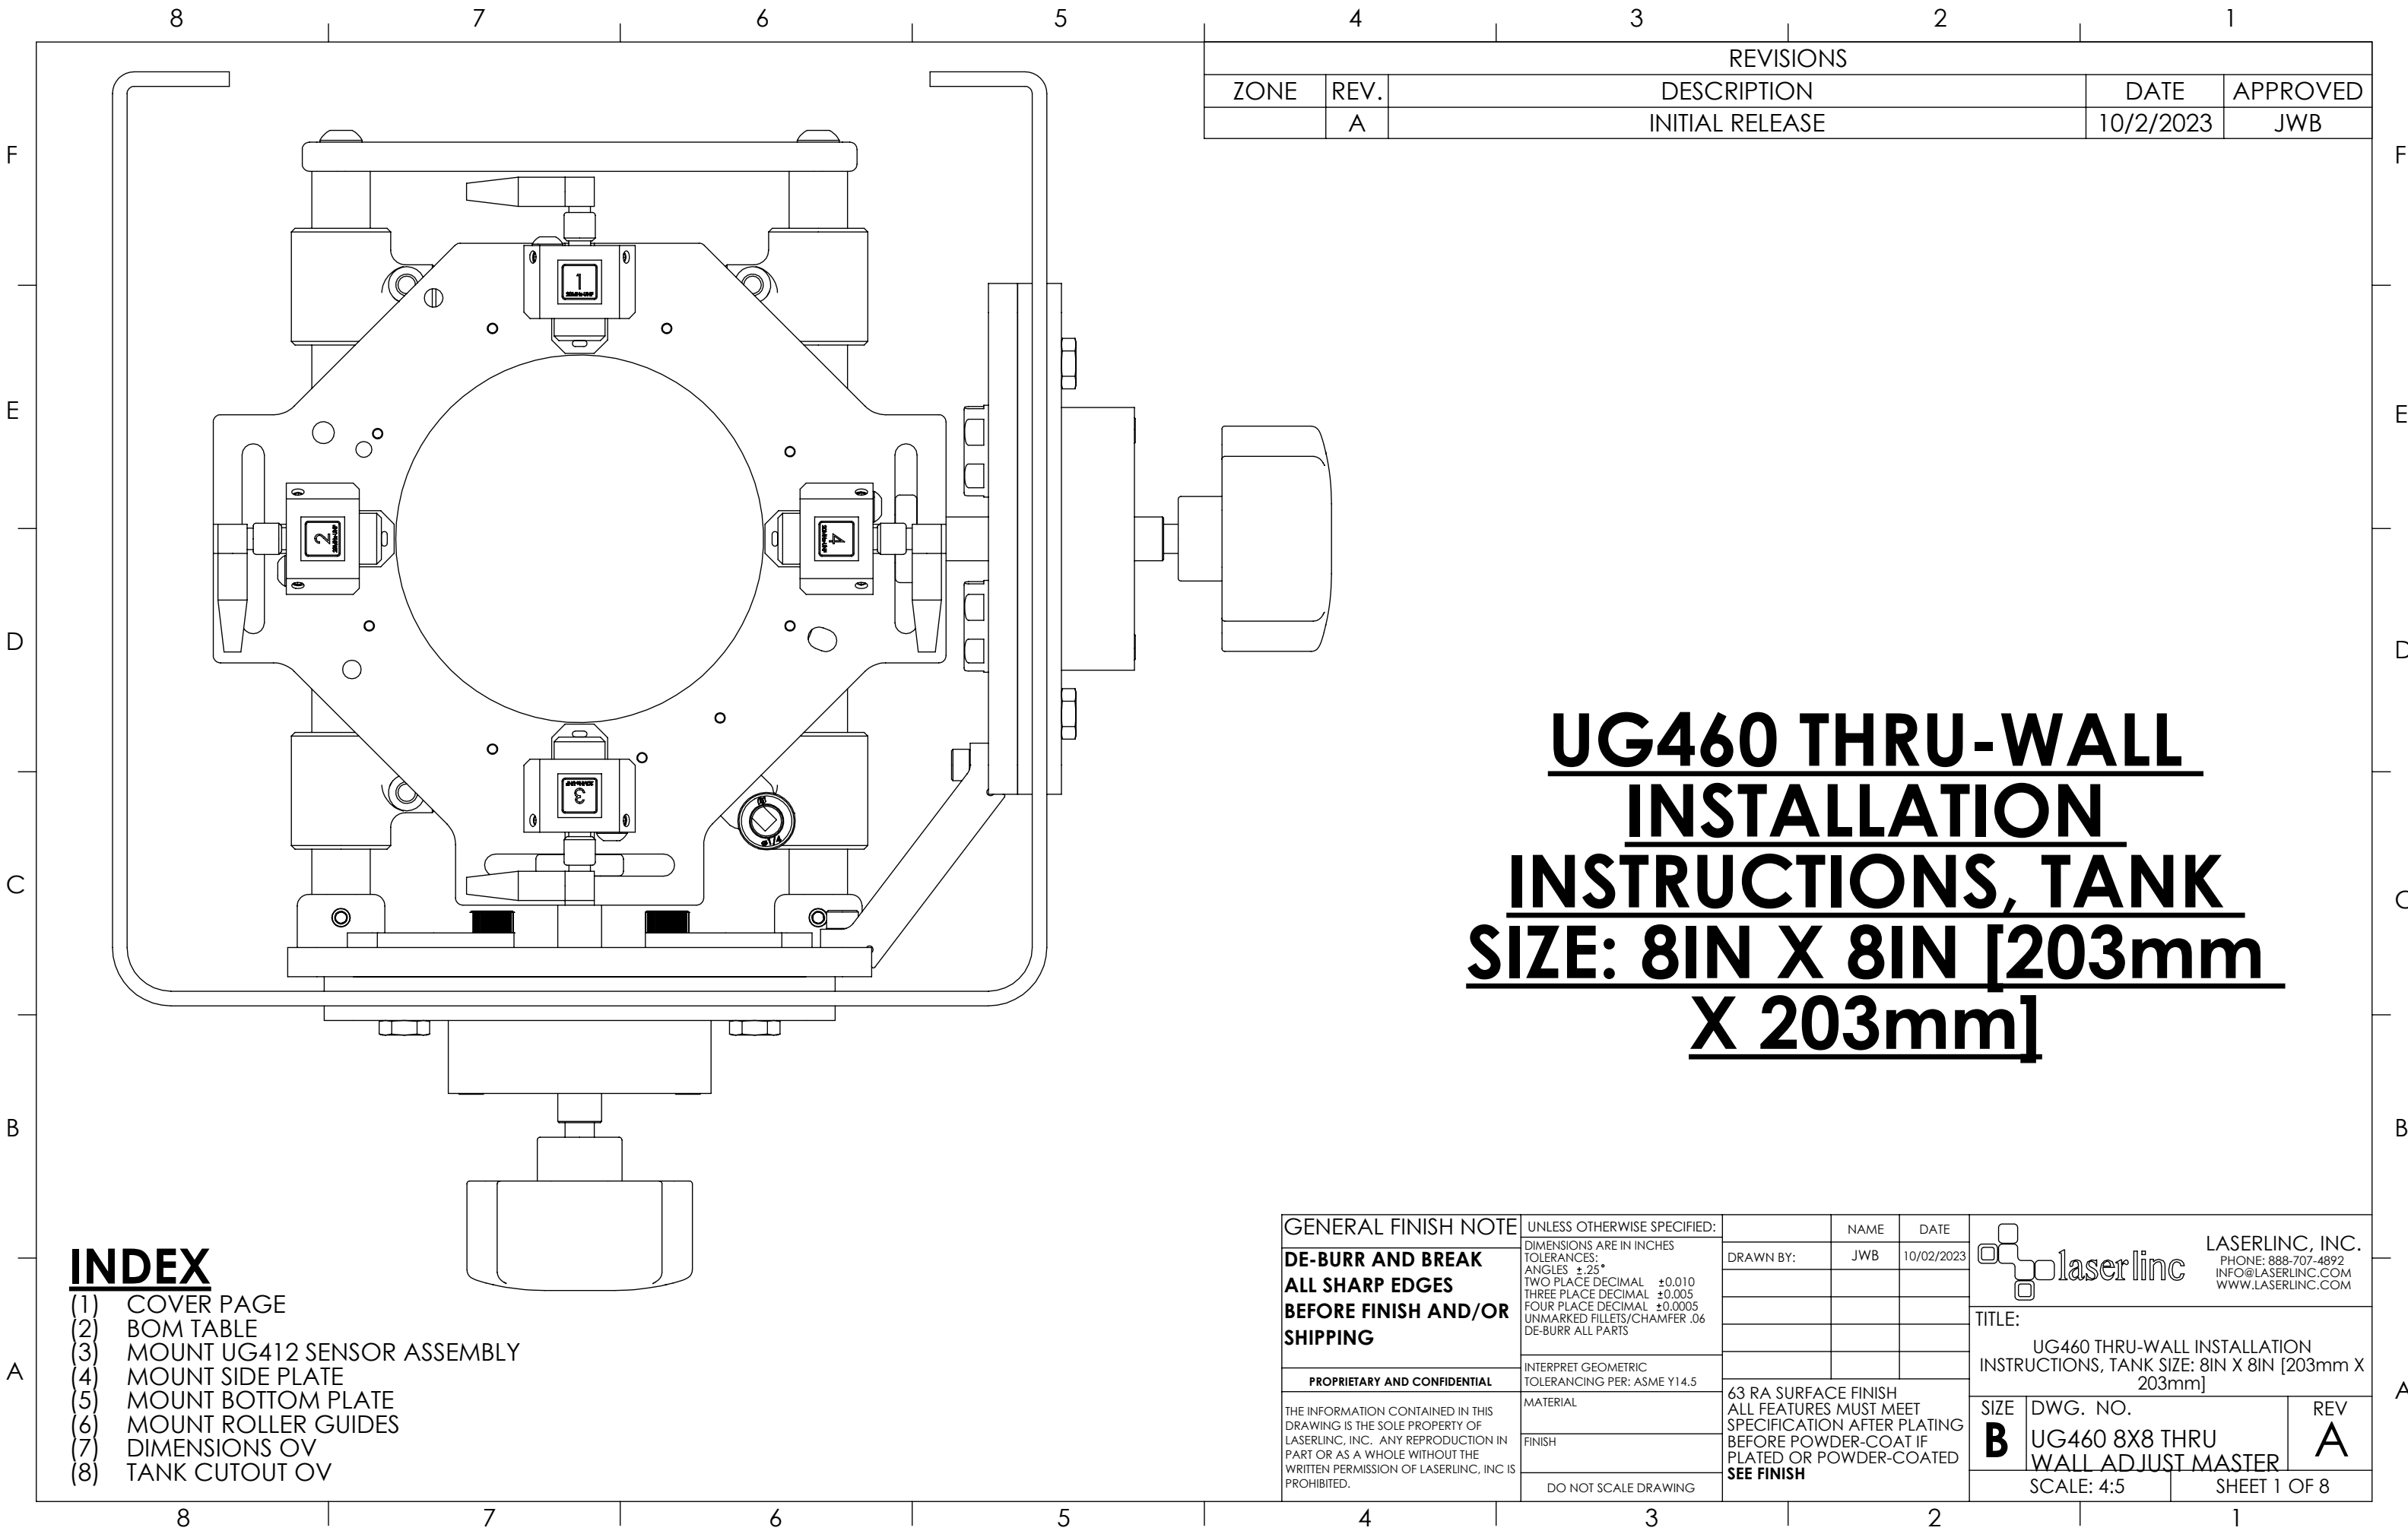 8 7 6 5 4 3 2 1
REVISIONS
ZONE REV. DESCRIPTION DATE APPROVED
A INITIAL RELEASE 10/2/2023 JWB
F F
E E
D D
C C
B B
A A
1
2
4
3
UG460 THRU-WALL
INSTALLATION
INSTRUCTIONS, TANK
SIZE: 8IN X 8IN [203mm
X 203mm]
INDEX
(1) COVER PAGE
(2) BOM TABLE
(3) MOUNT UG412 SENSOR ASSEMBLY
(4) MOUNT SIDE PLATE
(5) MOUNT BOTTOM PLATE
(6) MOUNT ROLLER GUIDES
(7) DIMENSIONS OV
(8) TANK CUTOUT OV
GENERAL FINISH NOTE
DE-BURR AND BREAK
ALL SHARP EDGES
BEFORE FINISH AND/OR
SHIPPING
PROPRIETARY AND CONFIDENTIAL
THE INFORMATION CONTAINED IN THIS
DRAWING IS THE SOLE PROPERTY OF
LASERLINC, INC. ANY REPRODUCTION IN
PART OR AS A WHOLE WITHOUT THE
WRITTEN PERMISSION OF LASERLINC, INC IS
PROHIBITED.
UNLESS OTHERWISE SPECIFIED:
DIMENSIONS ARE IN INCHES
TOLERANCES:
ANGLES ±.25°
TWO PLACE DECIMAL ±0.010
THREE PLACE DECIMAL ±0.005
FOUR PLACE DECIMAL ±0.0005
UNMARKED FILLETS/CHAMFER .06
DE-BURR ALL PARTS
INTERPRET GEOMETRIC
TOLERANCING PER: ASME Y14.5
MATERIAL
FINISH
DO NOT SCALE DRAWING
NAME DATE
DRAWN BY: JWB 10/02/2023
63 RA SURFACE FINISH
ALL FEATURES MUST MEET
SPECIFICATION AFTER PLATING
BEFORE POWDER-COAT IF
PLATED OR POWDER-COATED
SEE FINISH
laserlinc
LASERLINC, INC.
PHONE: 888-707-4892
INFO@LASERLINC.COM
WWW.LASERLINC.COM
TITLE:
UG460 THRU-WALL INSTALLATION
INSTRUCTIONS, TANK SIZE: 8IN X 8IN [203mm X
203mm]
SIZE DWG. NO. REV
B UG460 8X8 THRU
WALL ADJUST MASTER A
SCALE: 4:5 SHEET 1 OF 8
8 7 6 5 4 3 2 1